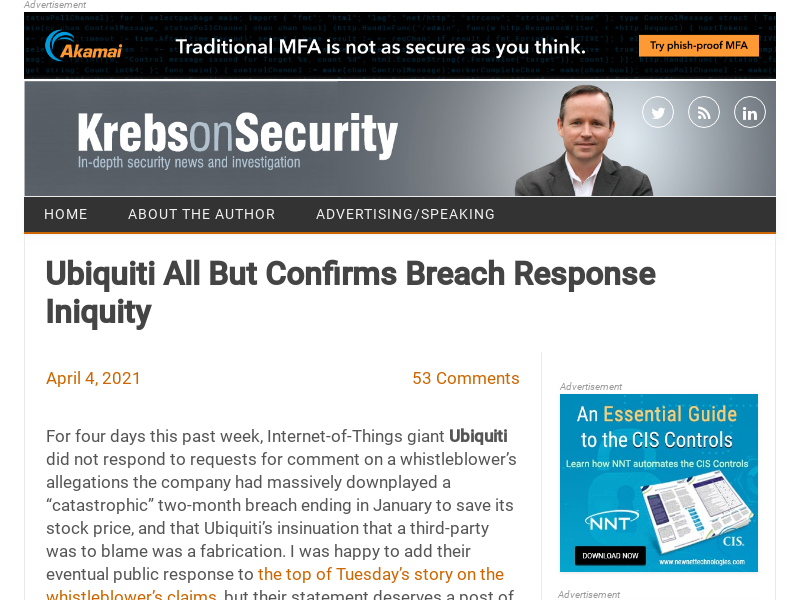 Advertisement
Akamai
Traditional MFA is not as secure as you think.
Try phish-proof MFA
KrebsonSecurity
In-depth security news and investigation
HOME
ABOUT THE AUTHOR
ADVERTISING/SPEAKING
Ubiquiti All But Confirms Breach Response
Iniquity
April 4, 2021
53 Comments
For four days this past week, Internet-of-Things giant Ubiquiti
did not respond to requests for comment on a whistleblower’s
allegations the company had massively downplayed a
“catastrophic” two-month breach ending in January to save its
stock price, and that Ubiquiti’s insinuation that a third-party
was to blame was a fabrication. I was happy to add their
eventual public response to the top of Tuesday’s story on the
whistleblower’s claims, but their statement deserves a post of
Advertisement
An Essential Guide
to the CIS Controls
Learn how NNT automates the CIS Controls
NNT
CIS.
DOWNLOAD NOW
www.newnettechnologies.com
Advertisement